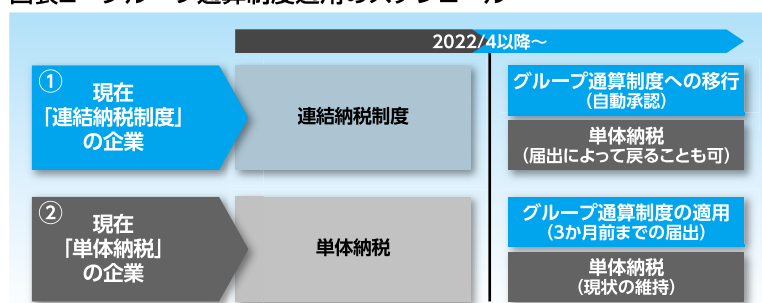 2022/4以降~
①
現在
「連結納税制度」
の企業
連結納税制度
グループ通算制度への移行
(自動承認)
単体納税
(届出によって戻ることも可)
②
現在
「単体納税」
の企業
単体納税
グループ通算制度の適用
(3か月前までの届出)
単体納税
(現状の維持)